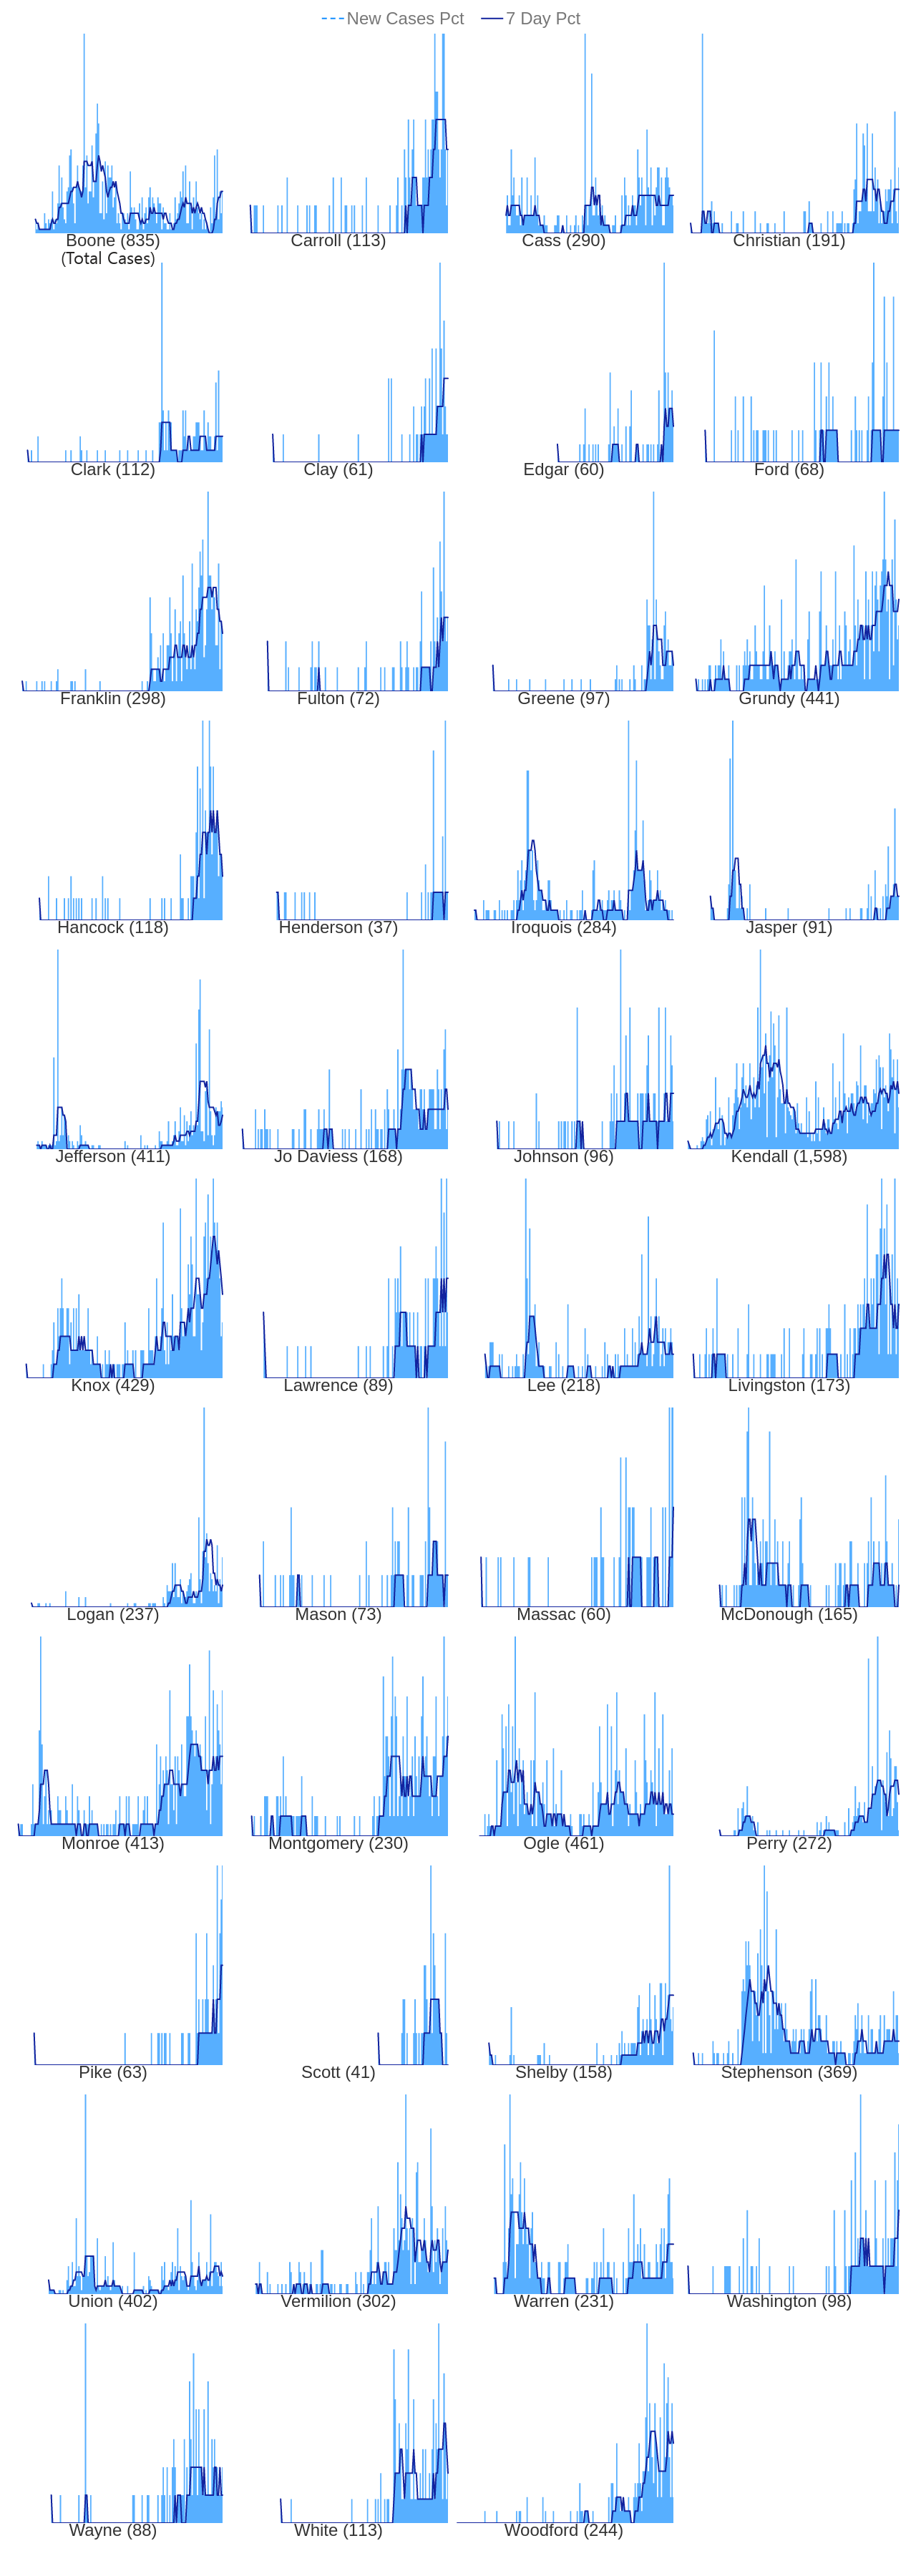 New Cases Pct 7 Day Pct
Boone (835) Carroll (113) Cass (290) Christian (191)
(Total Cases)
Clark (112) Clay (61) Edgar (60) Ford (68)
Franklin (298) Fulton (72) Greene (97) Grundy (441)
Hancock (118) Henderson (37) Iroquois (284) Jasper (91)
Jefferson (411) Jo Daviess (168) Johnson (96) Kendall (1,598)
Knox (429) Lawrence (89) Lee (218) Livingston (173)
Logan (237) Mason (73) Massac (60) McDonough (165)
Monroe (413) Montgomery (230) Ogle (461) Perry (272)
Pike (63) Scott (41) Shelby (158) Stephenson (369)
Union (402) Vermilion (302) Warren (231) Washington (98)
Wayne (88) White (113) Woodford (244)